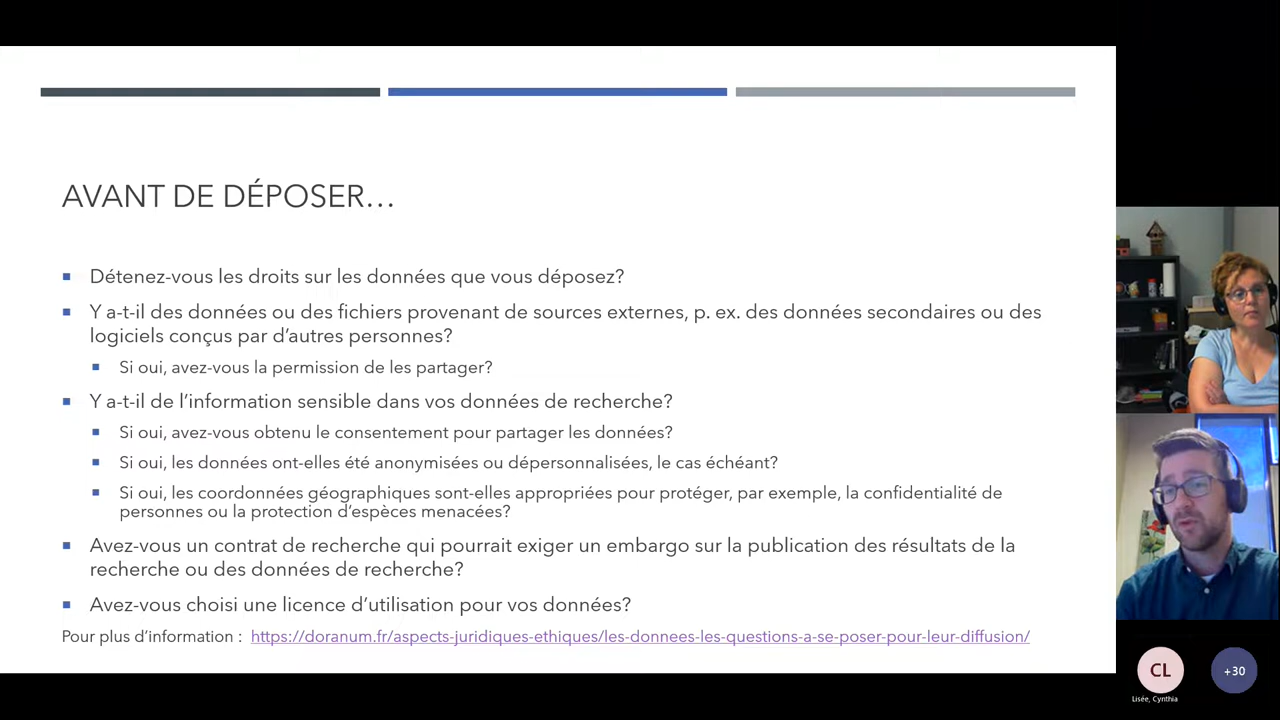 AVANT DE DÉPOSER…
Détenez-vous les droits sur les données que vous déposez?
Y a-t-il des données ou des fichiers provenant de sources externes, p. ex. des données secondaires ou des
logiciels conçus par d’autres personnes?
Si oui, avez-vous la permission de les partager?
Y a-t-il de l’information sensible dans vos données de recherche?
Si oui, avez-vous obtenu le consentement pour partager les données?
Si oui, les données ont-elles été anonymisées ou dépersonnalisées, le cas échéant?
Si oui, les coordonnées géographiques sont-elles appropriées pour protéger, par exemple, la confidentialité de
personnes ou la protection d’espèces menacées?
Avez-vous un contrat de recherche qui pourrait exiger un embargo sur la publication des résultats de la
recherche ou des données de recherche?
Avez-vous choisi une licence d’utilisation pour vos données?
Pour plus d’information : https://doranum.fr/aspects-juridiques-ethiques/les-donnees-les-questions-a-se-poser-pour-leur-diffusion/
CL
+30
Lisée, Cynthia